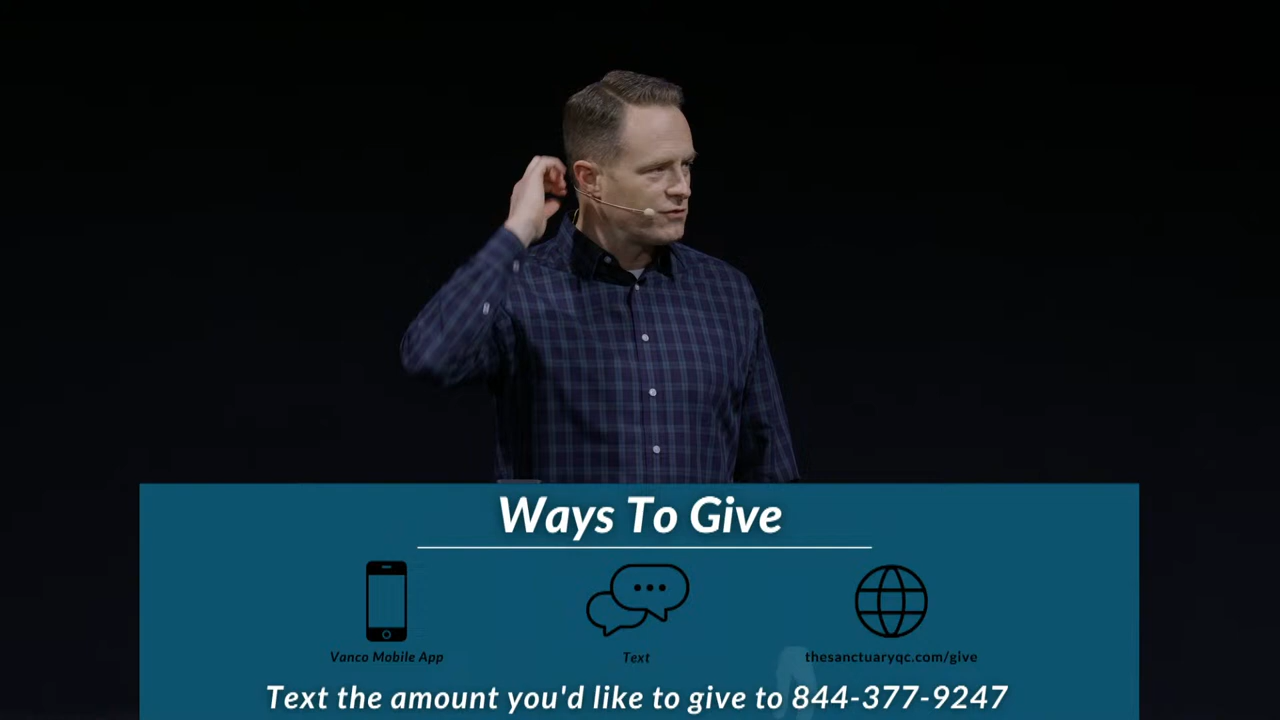 Ways To Give
Vanco Mobile App
Text
thesanctuaryqc.com/give
Text the amount you'd like to give to 844-377-9247